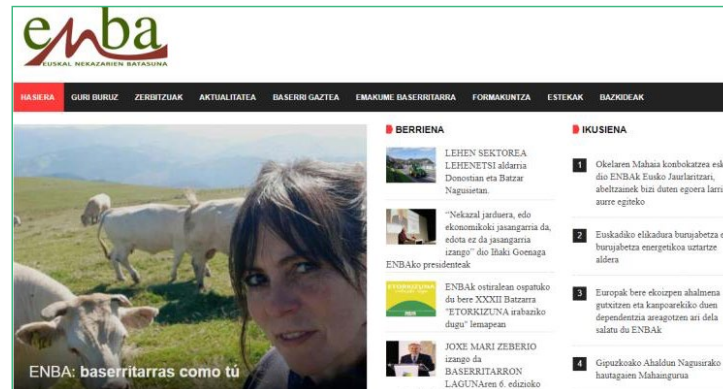 enba
EUSKAL NEKAZARIEN BATASUNA
HASIERA GURI BURUZ ZERBITZUAK AKTUALITATEA BASERRI GAZTEA EMAKUME BASERRITARRA FORMAKUNTZA ESTEKAK BAZKIDEAK
ENBA: baserritarras como tú
BERRIENA
LEHEN SEKTOREA
LEHENETSI aldarria
Donostian eta Batzar
Nagusietan.
"Nekazal jarduera, edo
ekonomikoki jasangarria da,
edota ez da jasangarria
izango" dio Iñaki Goenaga
ENBAko presidenteak
ETORKIZUNA
ENBAk ostiralean ospatuko
du bere XXXII Batzarra
"ETORKIZUNA irabaziko
dugu" lemapean
JOXE MARI ZEBERIO
izango da
BASERRITARRON
LAGUNAren 6. edizioko
IKUSIENA
1 Okelaren Mahaia konbokatzea
dio ENBAk Eusko Jaurlaritzari,
abeltzainek bizi duten egoera larri
aurre egiteko
2 Euskadiko elikadura burujabetza
burujabetza energetikoa uztartze
aldera
3 Europak bere ekoizpen ahalmena
gutxitzen eta kanpoarekiko duen
dependentzia areagotzen ari dela
salatu du ENBAk
4 Gipuzkoako Ahaldun Nagusirako
hautagaien Mahaingurua